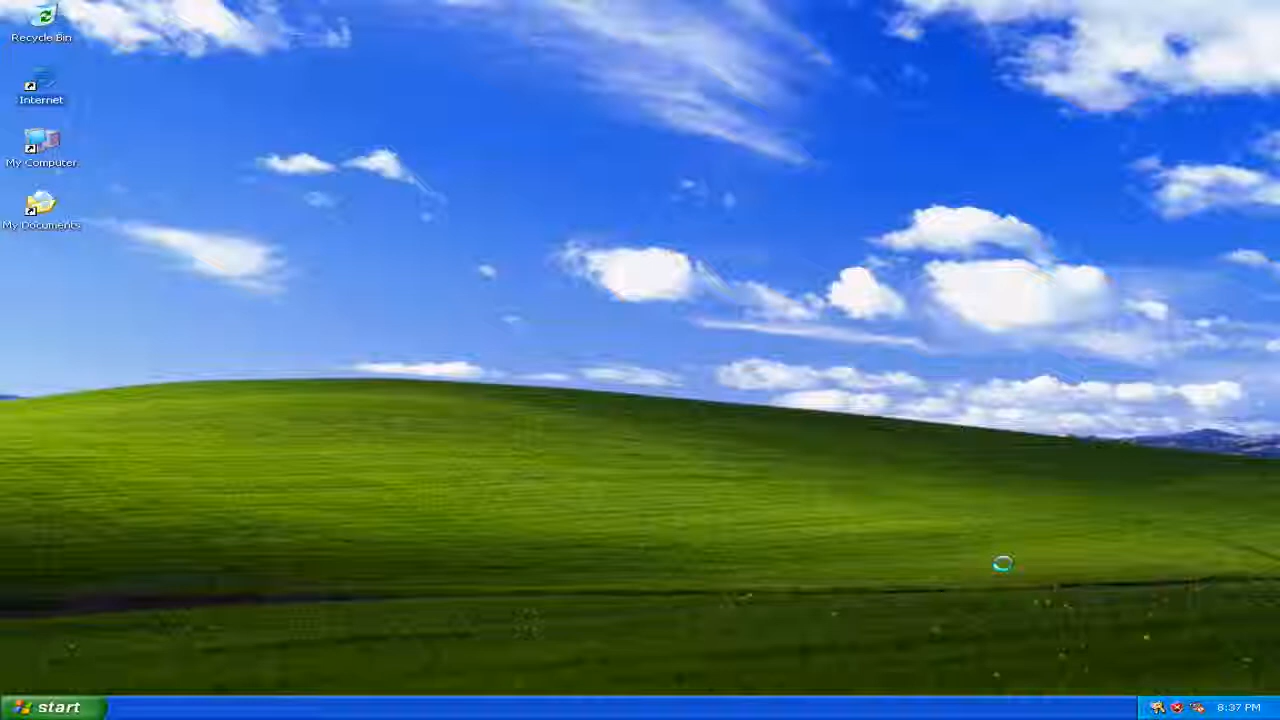 Recycle Bin
Internet
My Computer
My Documents
start
8:37 PM